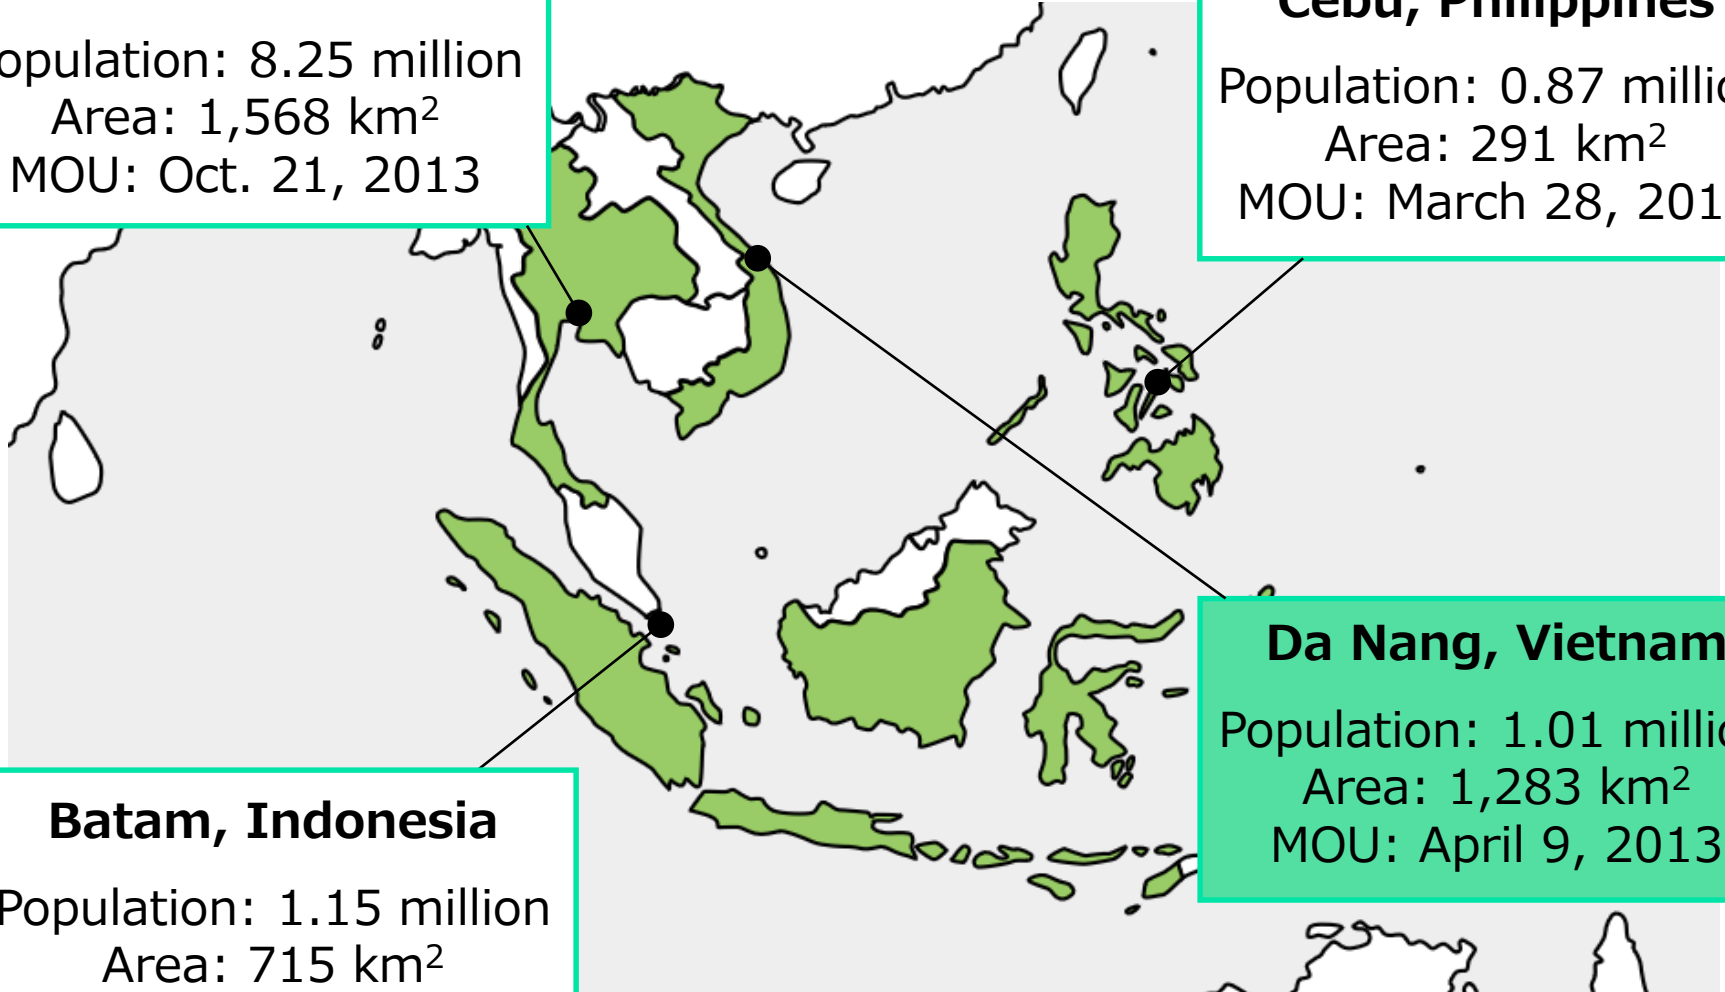 opulation: 8.25 million
Area: 1,568 km²
MOU: Oct. 21, 2013
Cebu, Philippines
Population: 0.87 millio
Area: 291 km²
MOU: March 28, 201
Da Nang, Vietnam
Population: 1.01 millio
Area: 1,283 km²
MOU: April 9, 2013
Batam, Indonesia
Population: 1.15 million
Area: 715 km²